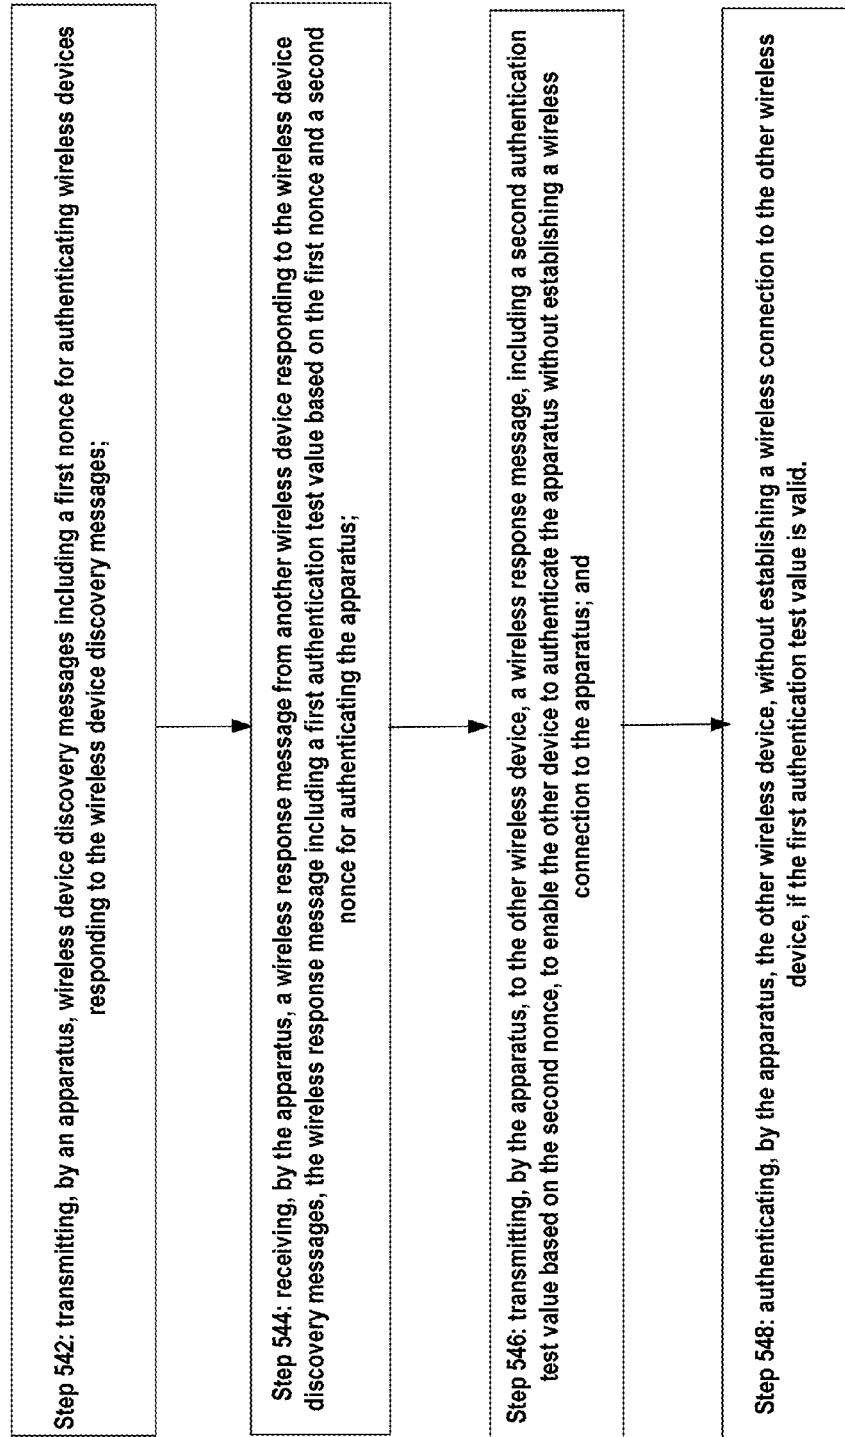 Step 542: transmitting, by an apparatus, wireless device discovery messages including a first nonce for authenticating wireless devices
responding to the wireless device discovery messages;
Step 544: receiving, by the apparatus, a wireless response message from another wireless device responding to the wireless device
discovery messages, the wireless response message including a first authentication test value based on the first nonce and a second
nonce for authenticating the apparatus;
Step 546: transmitting, by the apparatus, to the other wireless device, a wireless response message, including a second authentication
test value based on the second nonce, to enable the other device to authenticate the apparatus without establishing a wireless
connection to the apparatus; and
Step 548: authenticating, by the apparatus, the other wireless device, without establishing a wireless connection to the other wireless
device, if the first authentication test value is valid.